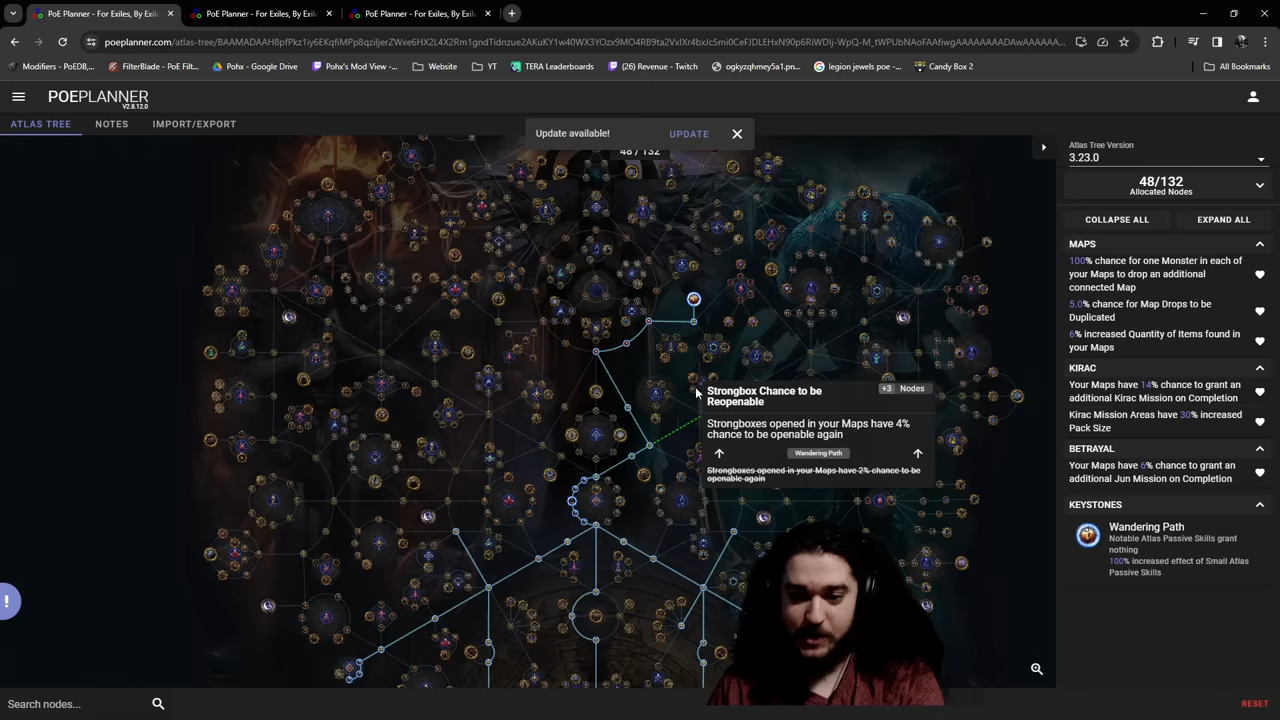 PoE Planner - For Exiles, By Exile
PoE Planner - For Exiles, By Exil
PoE Planner - For Exiles, By Exil
Modifiers - PoEDB,...
FilterBlade - PoE Filt...
Pohx - Google Drive
Pohx's Mod View -...
Website
YT
TERA Leaderboards
(26) Revenue - Twitch
ogkyzqhmey5a1.pn...
legion jewels poe -...
Candy Box 2
All Bookmarks
POEPLANNER
V2.8.12.0
ATLAS TREE
NOTES
IMPORT/EXPORT
Update available!
UPDATE
48 / 132
Atlas Tree Version
3.23.0
48/132
Allocated Nodes
COLLAPSE ALL
EXPAND ALL
MAPS
100% chance for one Monster in each
of your Maps to drop an additional
connected Map
5.0% chance for Map Drops to be
Duplicated
6% increased Quantity of Items found in
your Maps
KIRAC
Your Maps have 14% chance to grant an
additional Kirac Mission on Completion
Kirac Mission Areas have 30% increased
Pack Size
BETRAYAL
Your Maps have 6% chance to grant an
additional Jun Mission on Completion
KEYSTONES
Wandering Path
Notable Atlas Passive Skills grant
nothing
100% increased effect of Small Atlas
Passive Skills
Strongbox Chance to be
Reopenable
+3 Nodes
Strongboxes opened in your Maps have 4%
chance to be openable again
Wandering Path
Strongboxes opened in your Maps have 2% chance to be
openable again
Search nodes...
RESET